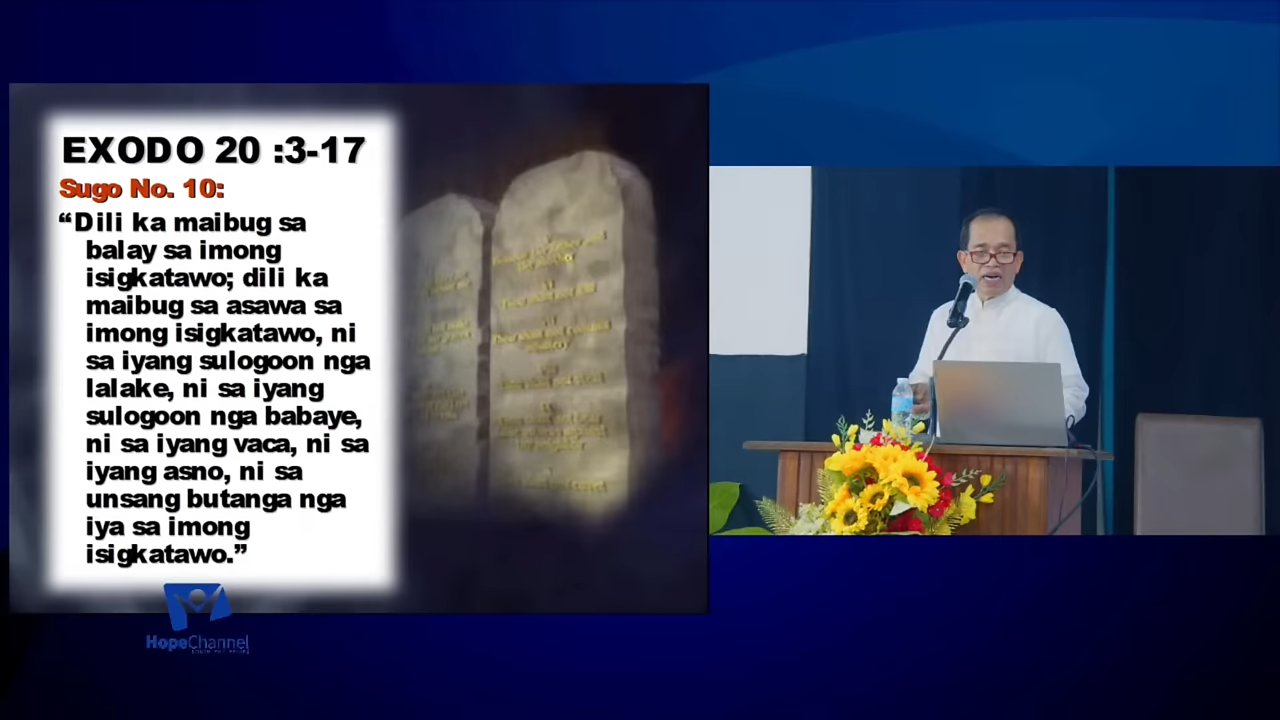 EXODO 20 :3-17
Sugo No. 10:
“Dili ka maibug sa
balay sa imong
isigkatawo; dili ka
maibug sa asawa sa
imong isigkatawo, ni
sa iyang sulogoon nga
lalake, ni sa iyang
sulogoon nga babaye,
ni sa iyang vaca, ni sa
iyang asno, ni sa
unsang butanga nga
iya sa imong
isigkatawo.”
HopeChannel